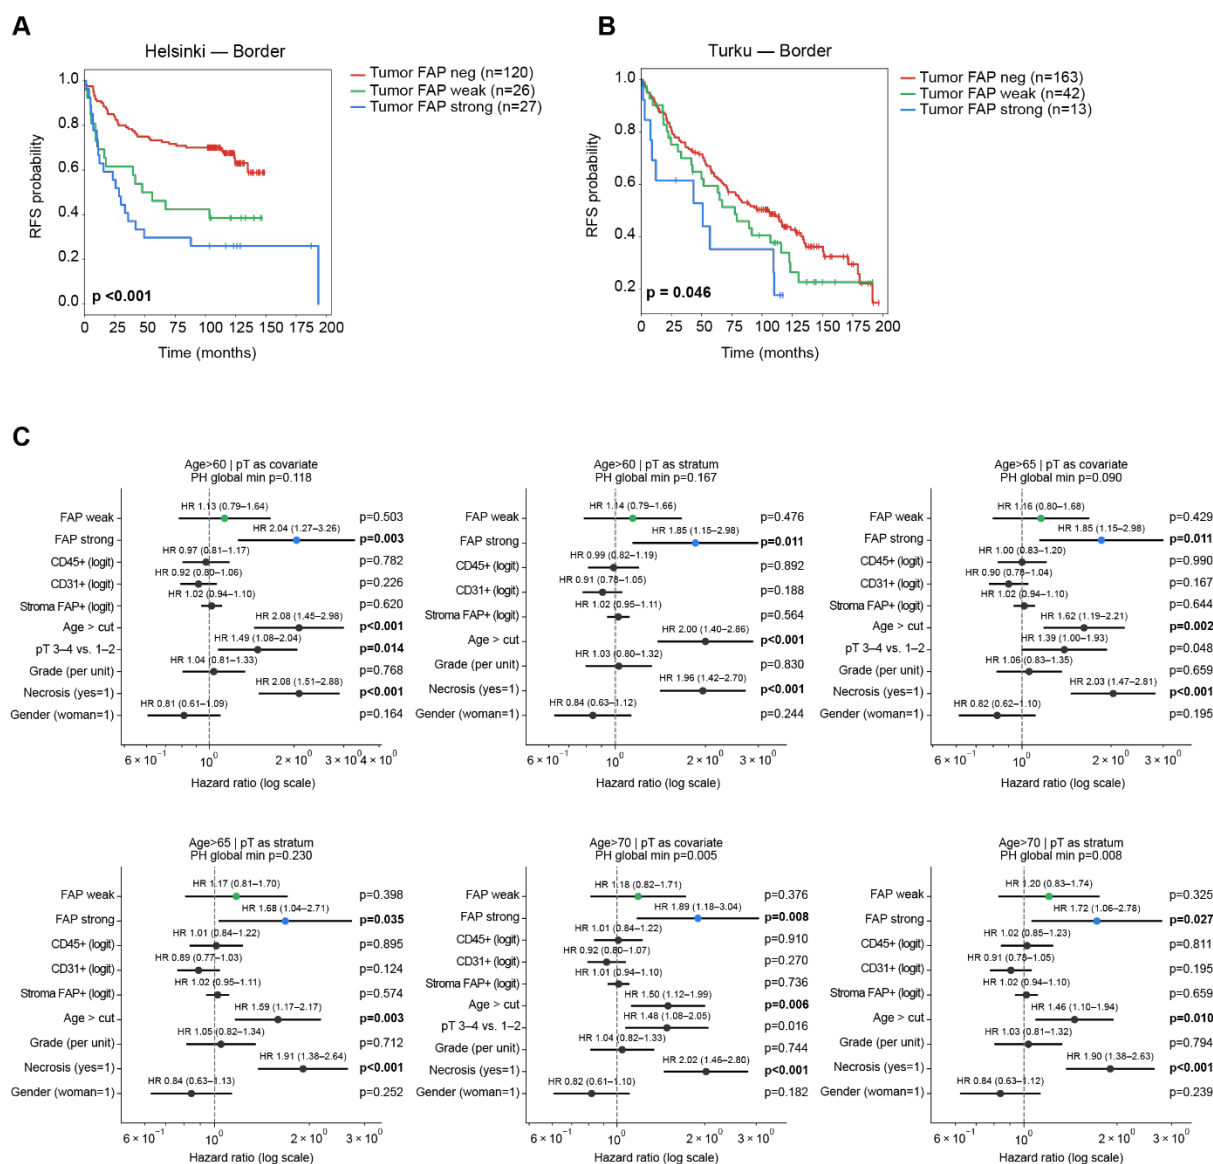 A
Helsinki — Border
Tumor FAP neg (n=120)
Tumor FAP weak (n=26)
Tumor FAP strong (n=27)
RFS probability
1.0
0.8
0.6
0.4
0.2
0.0
p <0.001
0 25 50 75 100 125 150 175 200
Time (months)
B
Turku — Border
Tumor FAP neg (n=163)
Tumor FAP weak (n=42)
Tumor FAP strong (n=13)
RFS probability
1.0
0.8
0.6
0.4
0.2
p = 0.046
0 25 50 75 100 125 150 175 200
Time (months)
C
Age>60 | pT as covariate
PH global min p=0.118
FAP weak HR 1.13 (0.79–1.64) p=0.503
FAP strong HR 2.04 (1.27–3.26) p=0.003
CD45+ (logit) HR 0.97 (0.81–1.17) p=0.782
CD31+ (logit) HR 0.92 (0.80–1.06) p=0.226
Stroma FAP+ (logit) HR 1.02 (0.94–1.10) p=0.620
Age > cut HR 2.08 (1.45–2.98) p<0.001
pT 3–4 vs. 1–2 HR 1.49 (1.08–2.04) p=0.014
Grade (per unit) HR 1.04 (0.81–1.33) p=0.768
Necrosis (yes=1) HR 2.08 (1.51–2.88) p<0.001
Gender (woman=1) HR 0.81 (0.61–1.09) p=0.164
6 × 10⁻¹ 10⁰ 2 × 10⁰ 3 × 10⁰ 4 × 10⁰
Hazard ratio (log scale)
Age>60 | pT as stratum
PH global min p=0.167
FAP weak HR 1.14 (0.79–1.66) p=0.476
FAP strong HR 1.85 (1.15–2.98) p=0.011
CD45+ (logit) HR 0.99 (0.82–1.19) p=0.892
CD31+ (logit) HR 0.91 (0.78–1.05) p=0.188
Stroma FAP+ (logit) HR 1.02 (0.95–1.11) p=0.564
Age > cut HR 2.00 (1.40–2.86) p<0.001
Grade (per unit) HR 1.03 (0.80–1.32) p=0.830
Necrosis (yes=1) HR 1.96 (1.42–2.70) p<0.001
Gender (woman=1) HR 0.84 (0.63–1.12) p=0.244
6 × 10⁻¹ 10⁰ 2 × 10⁰ 3 × 10⁰
Hazard ratio (log scale)
Age>65 | pT as covariate
PH global min p=0.090
FAP weak HR 1.16 (0.80–1.68) p=0.429
FAP strong HR 1.85 (1.15–2.98) p=0.011
CD45+ (logit) HR 1.00 (0.83–1.20) p=0.990
CD31+ (logit) HR 0.90 (0.78–1.04) p=0.167
Stroma FAP+ (logit) HR 1.02 (0.94–1.10) p=0.644
Age > cut HR 1.62 (1.19–2.21) p=0.002
pT 3–4 vs. 1–2 HR 1.39 (1.00–1.93) p=0.048
Grade (per unit) HR 1.06 (0.83–1.35) p=0.659
Necrosis (yes=1) HR 2.03 (1.47–2.81) p<0.001
Gender (woman=1) HR 0.82 (0.62–1.10) p=0.195
6 × 10⁻¹ 10⁰ 2 × 10⁰ 3 × 10⁰
Hazard ratio (log scale)
Age>65 | pT as stratum
PH global min p=0.230
FAP weak HR 1.17 (0.81–1.70) p=0.398
FAP strong HR 1.68 (1.04–2.71) p=0.035
CD45+ (logit) HR 1.01 (0.84–1.22) p=0.895
CD31+ (logit) HR 0.89 (0.77–1.03) p=0.124
Stroma FAP+ (logit) HR 1.02 (0.95–1.11) p=0.574
Age > cut HR 1.59 (1.17–2.17) p=0.003
Grade (per unit) HR 1.05 (0.82–1.34) p=0.712
Necrosis (yes=1) HR 1.91 (1.38–2.64) p<0.001
Gender (woman=1) HR 0.84 (0.63–1.13) p=0.252
6 × 10⁻¹ 10⁰ 2 × 10⁰ 3 × 10⁰
Hazard ratio (log scale)
Age>70 | pT as covariate
PH global min p=0.005
FAP weak HR 1.18 (0.82–1.71) p=0.376
FAP strong HR 1.89 (1.18–3.04) p=0.008
CD45+ (logit) HR 1.01 (0.84–1.22) p=0.910
CD31+ (logit) HR 0.92 (0.80–1.07) p=0.270
Stroma FAP+ (logit) HR 1.01 (0.94–1.10) p=0.736
Age > cut HR 1.50 (1.12–1.99) p=0.006
pT 3–4 vs. 1–2 HR 1.48 (1.08–2.05) p=0.016
Grade (per unit) HR 1.04 (0.82–1.33) p=0.744
Necrosis (yes=1) HR 2.02 (1.46–2.80) p<0.001
Gender (woman=1) HR 0.82 (0.61–1.10) p=0.182
6 × 10⁻¹ 10⁰ 2 × 10⁰ 3 × 10⁰
Hazard ratio (log scale)
Age>70 | pT as stratum
PH global min p=0.008
FAP weak HR 1.20 (0.83–1.74) p=0.325
FAP strong HR 1.72 (1.06–2.78) p=0.027
CD45+ (logit) HR 1.02 (0.85–1.23) p=0.811
CD31+ (logit) HR 0.91 (0.78–1.05) p=0.195
Stroma FAP+ (logit) HR 1.02 (0.94–1.10) p=0.659
Age > cut HR 1.46 (1.10–1.94) p=0.010
Grade (per unit) HR 1.03 (0.81–1.32) p=0.794
Necrosis (yes=1) HR 1.90 (1.38–2.63) p<0.001
Gender (woman=1) HR 0.84 (0.63–1.12) p=0.239
6 × 10⁻¹ 10⁰ 2 × 10⁰ 3 × 10⁰
Hazard ratio (log scale)